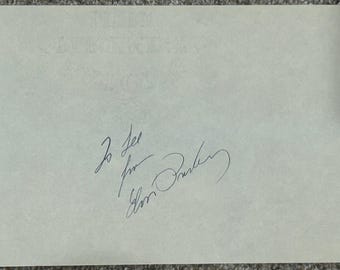 To Lee
from
Elvis Presley